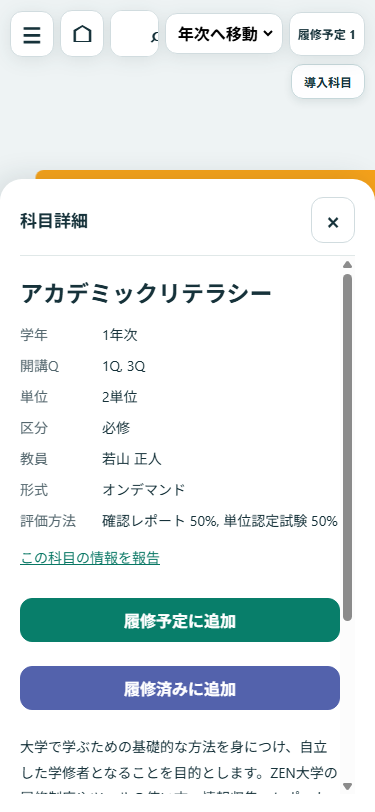 年次へ移動
履修予定 1
導入科目
科目詳細
×
アカデミックリテラシー
学年 1年次
開講Q 1Q, 3Q
単位 2単位
区分 必修
教員 若山 正人
形式 オンデマンド
評価方法 確認レポート 50%, 単位認定試験 50%
この科目の情報を報告
履修予定に追加
履修済みに追加
大学で学ぶための基礎的な方法を身につけ、自立
した学修者となることを目的とします。ZEN大学の